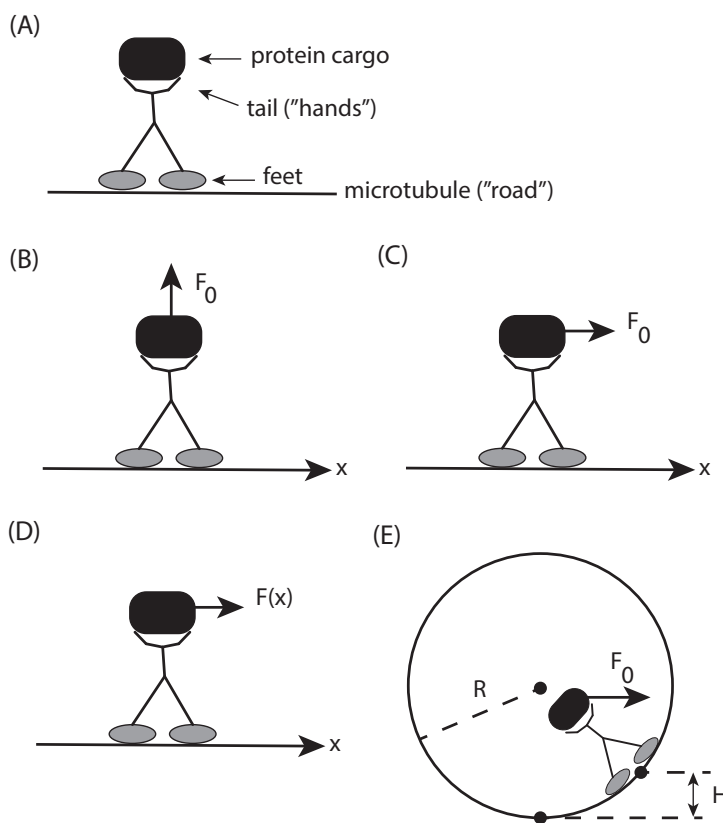 (A)
protein cargo
tail ("hands")
feet
microtubule ("road")
(B)
F0
x
(C)
F0
x
(D)
F(x)
x
(E)
R
F0
H